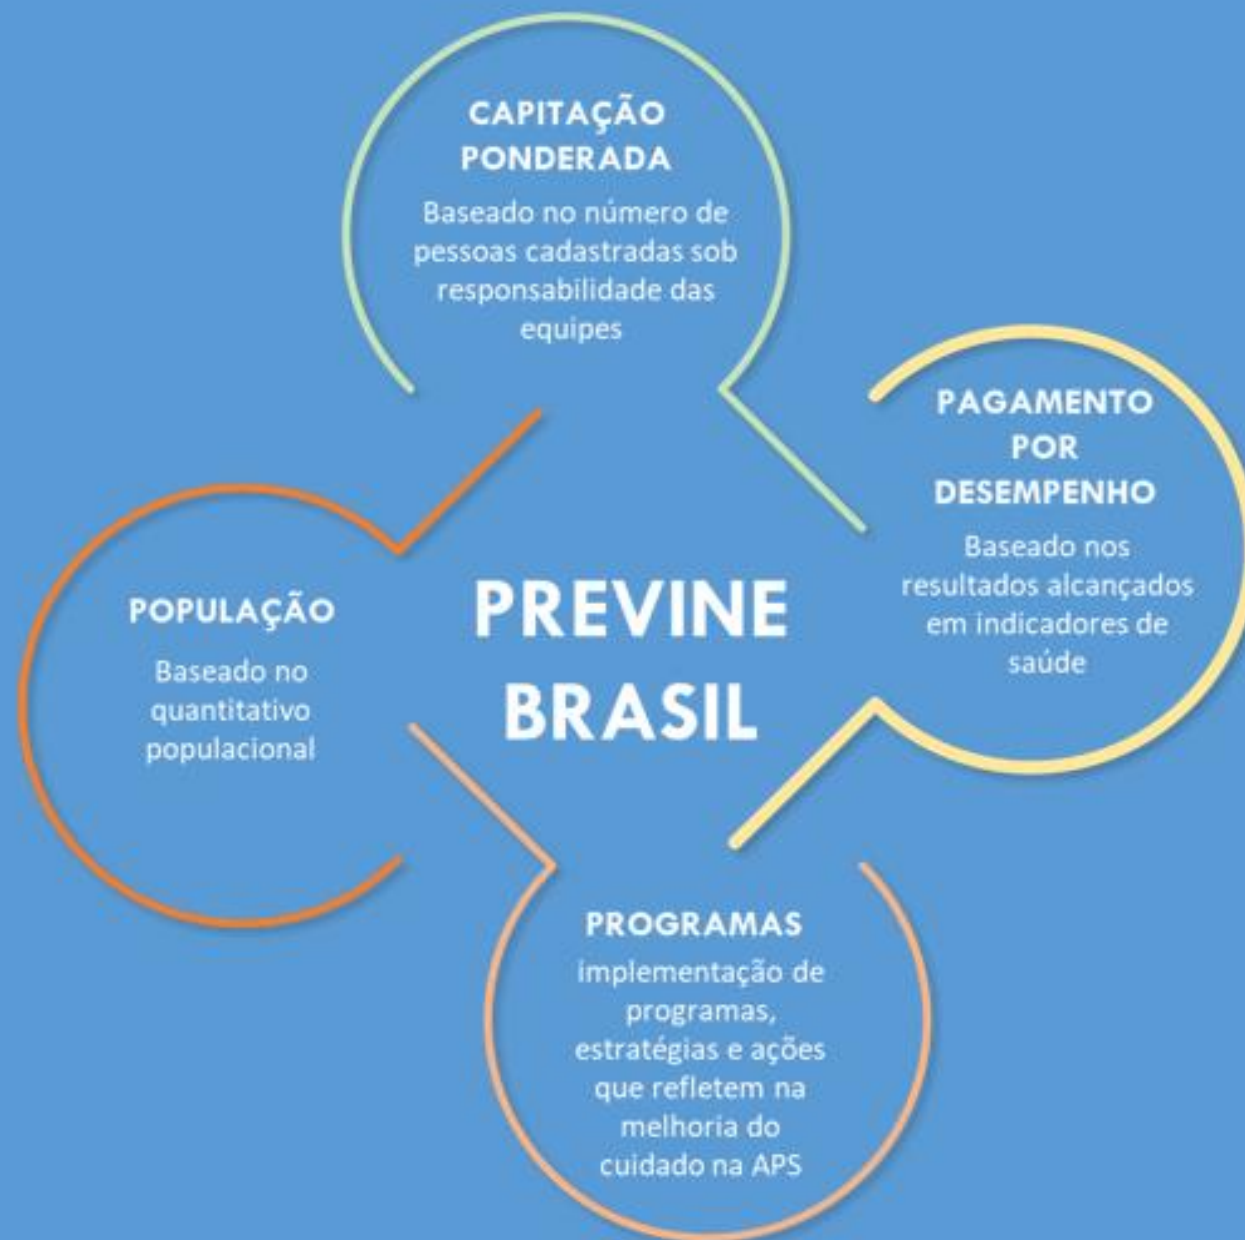 CAPITAÇÃO
PONDERADA
Baseado no número de
pessoas cadastradas sob
responsabilidade das
equipes
PAGAMENTO
POR
DESEMPENHO
Baseado nos
resultados alcançados
em indicadores de
saúde
POPULAÇÃO
Baseado no
quantitativo
populacional
PREVINE
BRASIL
PROGRAMAS
implementação de
programas,
estratégias e ações
que refletem na
melhoria do
cuidado na APS